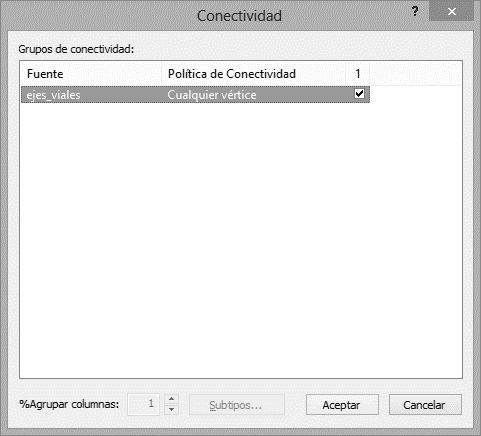 Conectividad
? ×
Grupos de conectividad:
Fuente Política de Conectividad 1
ejes_viales Cualquier vértice
%Agrupar columnas: 1 Subtipos... Aceptar Cancelar